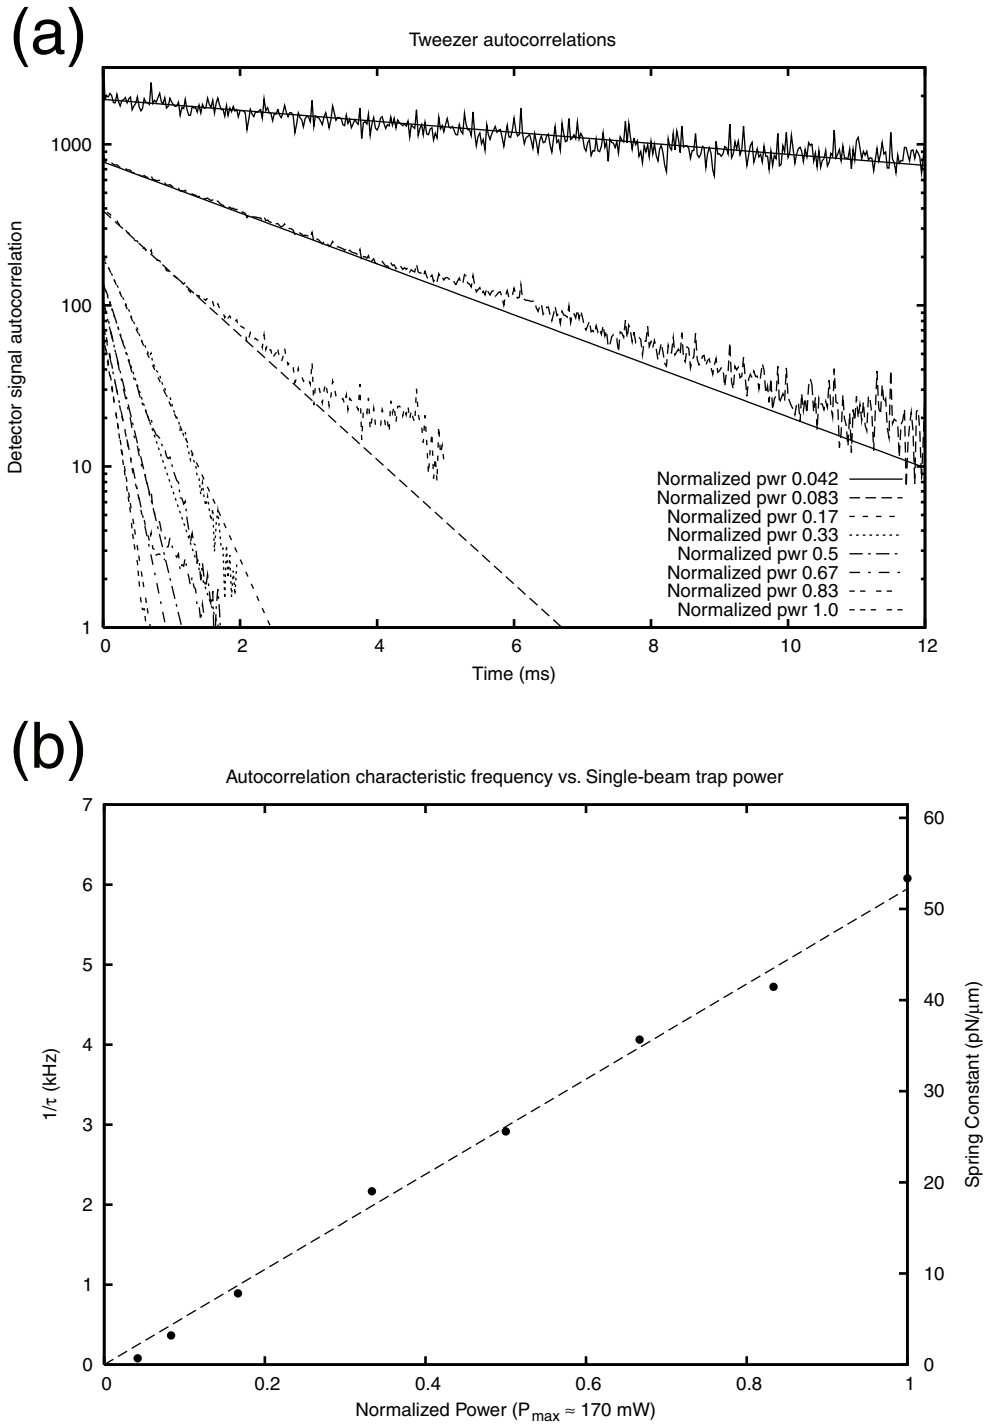 (a)
Tweezer autocorrelations
Detector signal autocorrelation
1000
100
10
1
Normalized pwr 0.042
Normalized pwr 0.083
Normalized pwr 0.17
Normalized pwr 0.33
Normalized pwr 0.5
Normalized pwr 0.67
Normalized pwr 0.83
Normalized pwr 1.0
0 2 4 6 8 10 12
Time (ms)
(b)
Autocorrelation characteristic frequency vs. Single-beam trap power
1/τ (kHz)
7
6
5
4
3
2
1
0
60
50
40
30
20
10
0
Spring Constant (pN/μm)
0 0.2 0.4 0.6 0.8 1
Normalized Power (Pmax ≈ 170 mW)